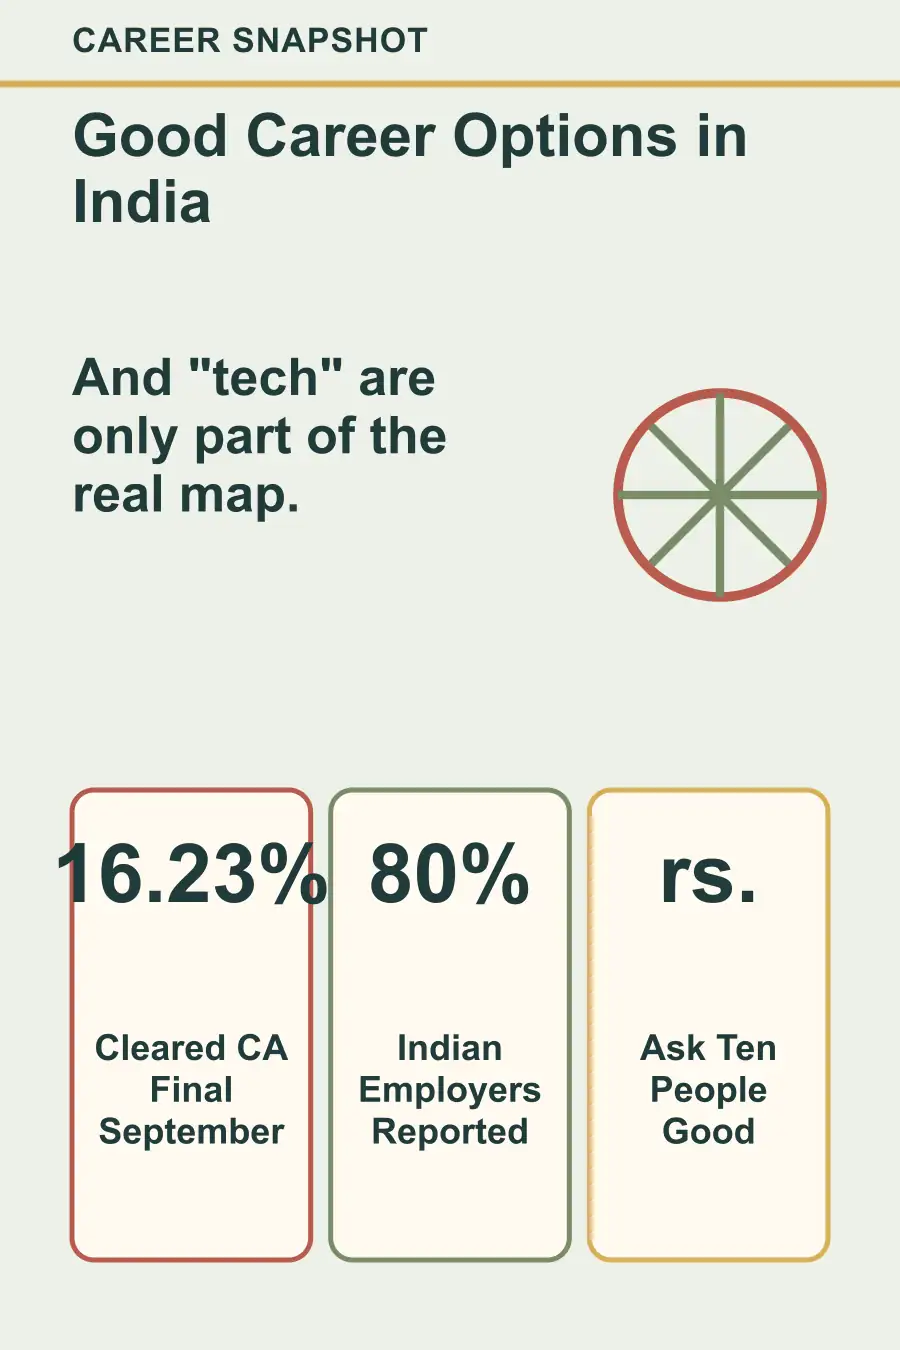 CAREER SNAPSHOT
Good Career Options in
India
And "tech" are
only part of the
real map.
16.23%
Cleared CA
Final
September
80%
Indian
Employers
Reported
rs.
Ask Ten
People
Good